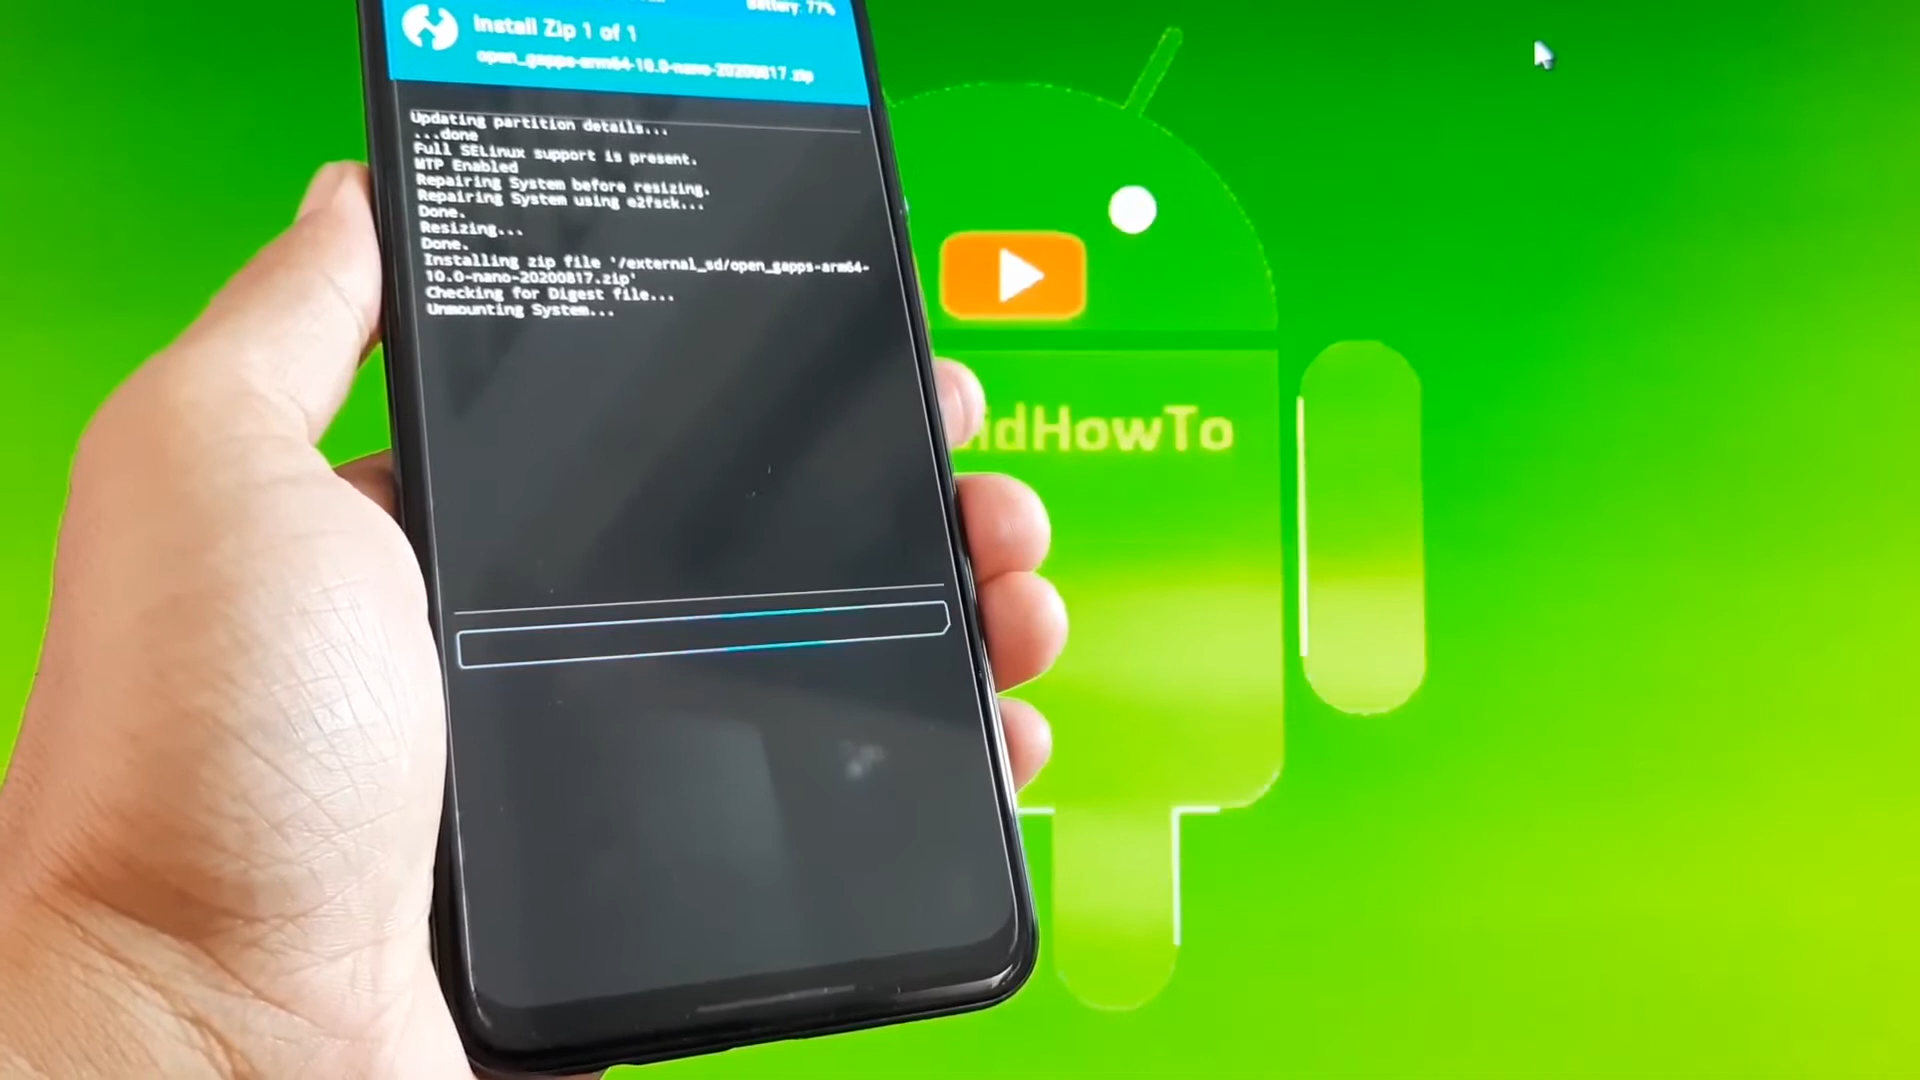 Battery: 77%
Install Zip 1 of 1
open_gapps-arm64-10.0-nano-20200817.zip
Updating partition details...
...done
Full SELinux support is present.
MTP Enabled
Repairing System before resizing.
Repairing System using e2fsck...
Done.
Resizing...
Done.
Installing zip file '/external_sd/open_gapps-arm64-
10.0-nano-20200817.zip'
Checking for Digest file...
Unmounting System...
idHowTo